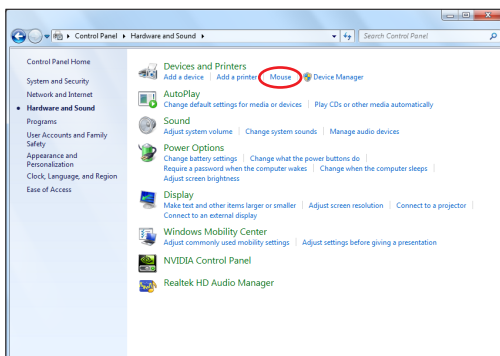 Control Panel ▸ Hardware and Sound ▸
Search Control Panel
Control Panel Home
System and Security
Network and Internet
Hardware and Sound
Programs
User Accounts and Family
Safety
Appearance and
Personalization
Clock, Language, and Region
Ease of Access
Devices and Printers
Add a device | Add a printer | Mouse | Device Manager
AutoPlay
Change default settings for media or devices | Play CDs or other media automatically
Sound
Adjust system volume | Change system sounds | Manage audio devices
Power Options
Change battery settings | Change what the power buttons do |
Require a password when the computer wakes | Change when the computer sleeps |
Adjust screen brightness
Display
Make text and other items larger or smaller | Adjust screen resolution | Connect to a projector |
Connect to an external display
Windows Mobility Center
Adjust commonly used mobility settings | Adjust settings before giving a presentation
NVIDIA Control Panel
Realtek HD Audio Manager